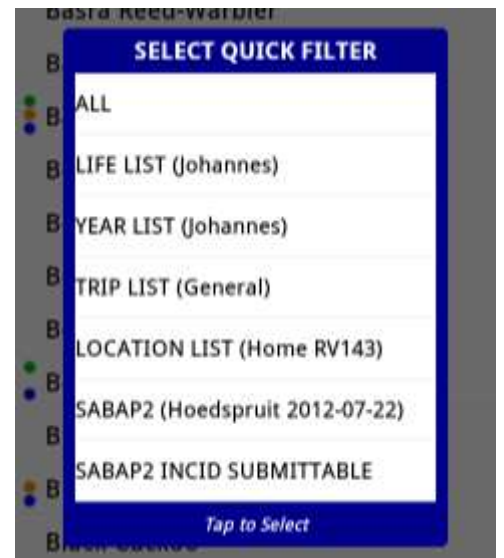 Basra Reed-Warbler
SELECT QUICK FILTER
B
ALL
B
B
LIFE LIST (Johannes)
B
YEAR LIST (Johannes)
B
TRIP LIST (General)
B
LOCATION LIST (Home RV143)
B
SABAP2 (Hoedspruit 2012-07-22)
B
SABAP2 INCID SUBMITTABLE
B
Tap to Select